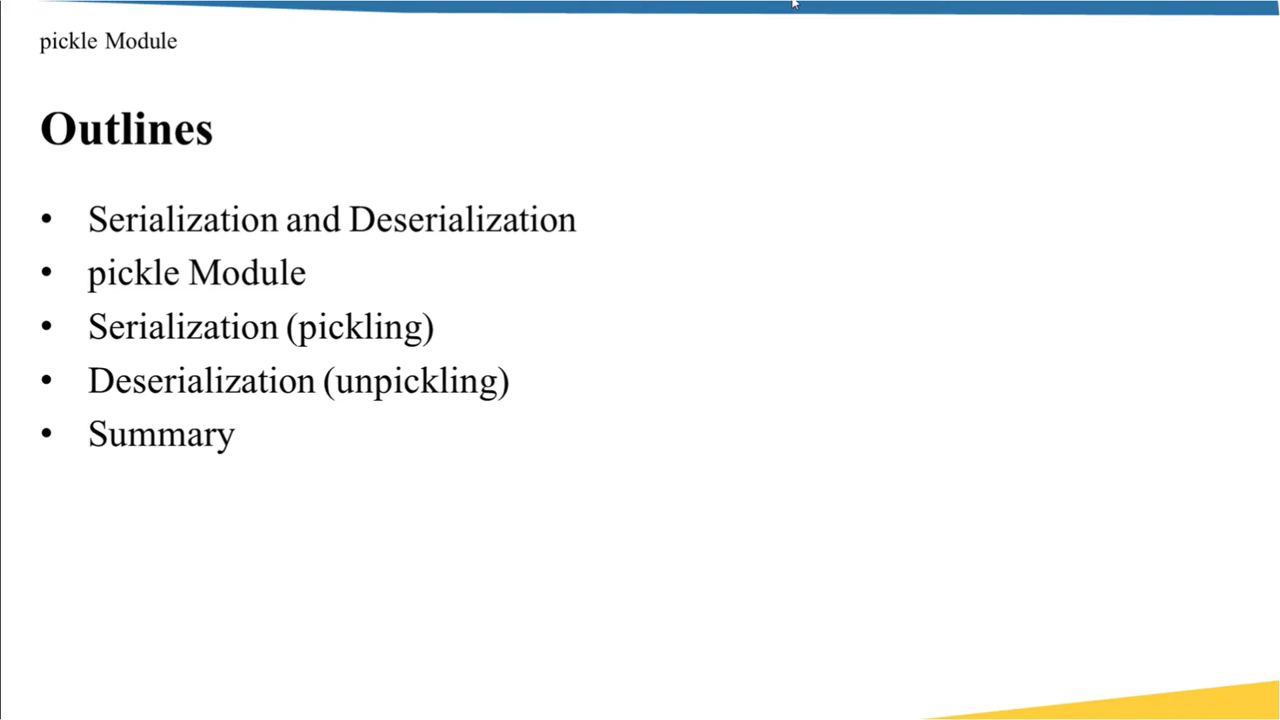 pickle Module
Outlines
• Serialization and Deserialization
• pickle Module
• Serialization (pickling)
• Deserialization (unpickling)
• Summary